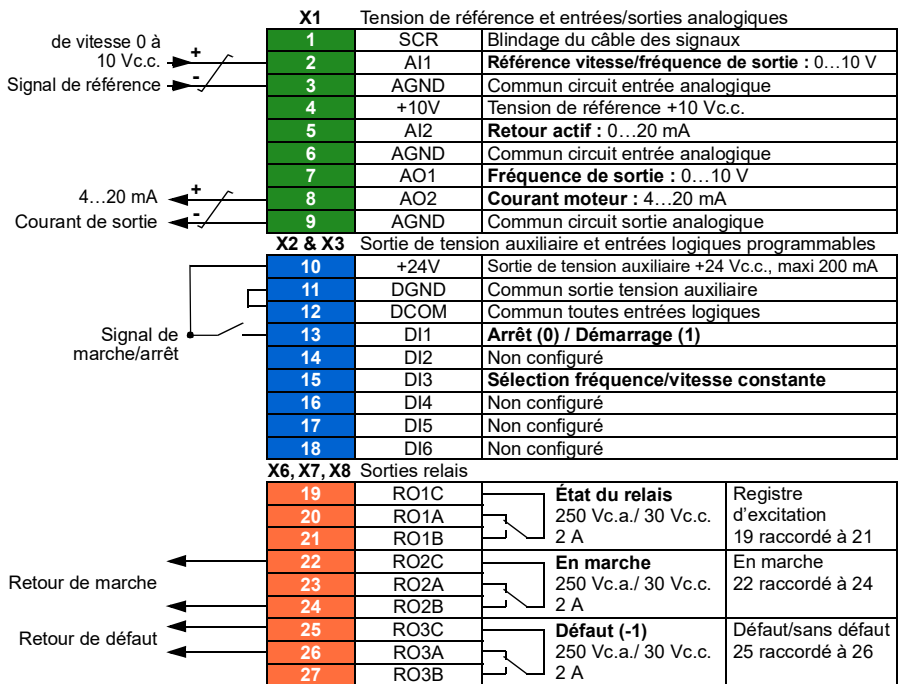 X1 Tension de référence et entrées/sorties analogiques
de vitesse 0 à
10 Vc.c.
Signal de référence
+
-
1 SCR Blindage du câble des signaux
2 AI1 Référence vitesse/fréquence de sortie : 0…10 V
3 AGND Commun circuit entrée analogique
4 +10V Tension de référence +10 Vc.c.
5 AI2 Retour actif : 0…20 mA
6 AGND Commun circuit entrée analogique
7 AO1 Fréquence de sortie : 0…10 V
4…20 mA + 8 AO2 Courant moteur : 4…20 mA
Courant de sortie - 9 AGND Commun circuit sortie analogique
X2 & X3 Sortie de tension auxiliaire et entrées logiques programmables
10 +24V Sortie de tension auxiliaire +24 Vc.c., maxi 200 mA
11 DGND Commun sortie tension auxiliaire
12 DCOM Commun toutes entrées logiques
Signal de
marche/arrêt
13 DI1 Arrêt (0) / Démarrage (1)
14 DI2 Non configuré
15 DI3 Sélection fréquence/vitesse constante
16 DI4 Non configuré
17 DI5 Non configuré
18 DI6 Non configuré
X6, X7, X8 Sorties relais
19 RO1C État du relais Registre
20 RO1A 250 Vc.a./ 30 Vc.c. d’excitation
21 RO1B 2 A 19 raccordé à 21
22 RO2C En marche En marche
Retour de marche 23 RO2A 250 Vc.a./ 30 Vc.c. 22 raccordé à 24
24 RO2B 2 A
25 RO3C Défaut (-1) Défaut/sans défaut
Retour de défaut
26 RO3A 250 Vc.a./ 30 Vc.c. 25 raccordé à 26
27 RO3B 2 A